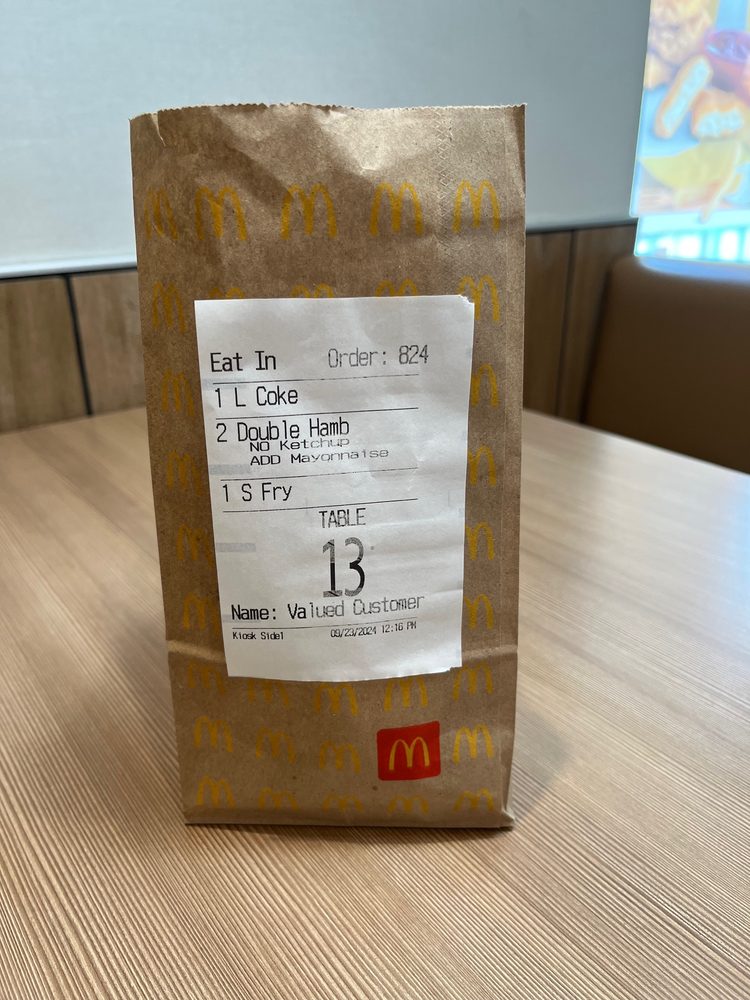 Eat In Order: 824
1 L Coke
2 Double Hamb
NO Ketchup
ADD Mayonnaise
1 S Fry
TABLE
13
Name: Valued Customer
Kiosk Side1 09/23/2024 12:16 PM